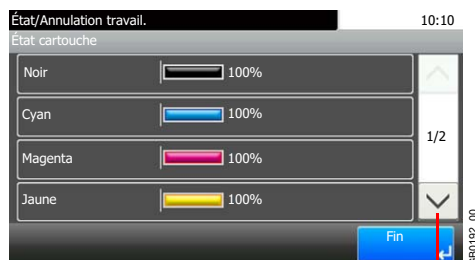 État/Annulation travail. 10:10
État cartouche
Noir 100%
Cyan 100%
1/2
Magenta 100%
Jaune 100%
Fin